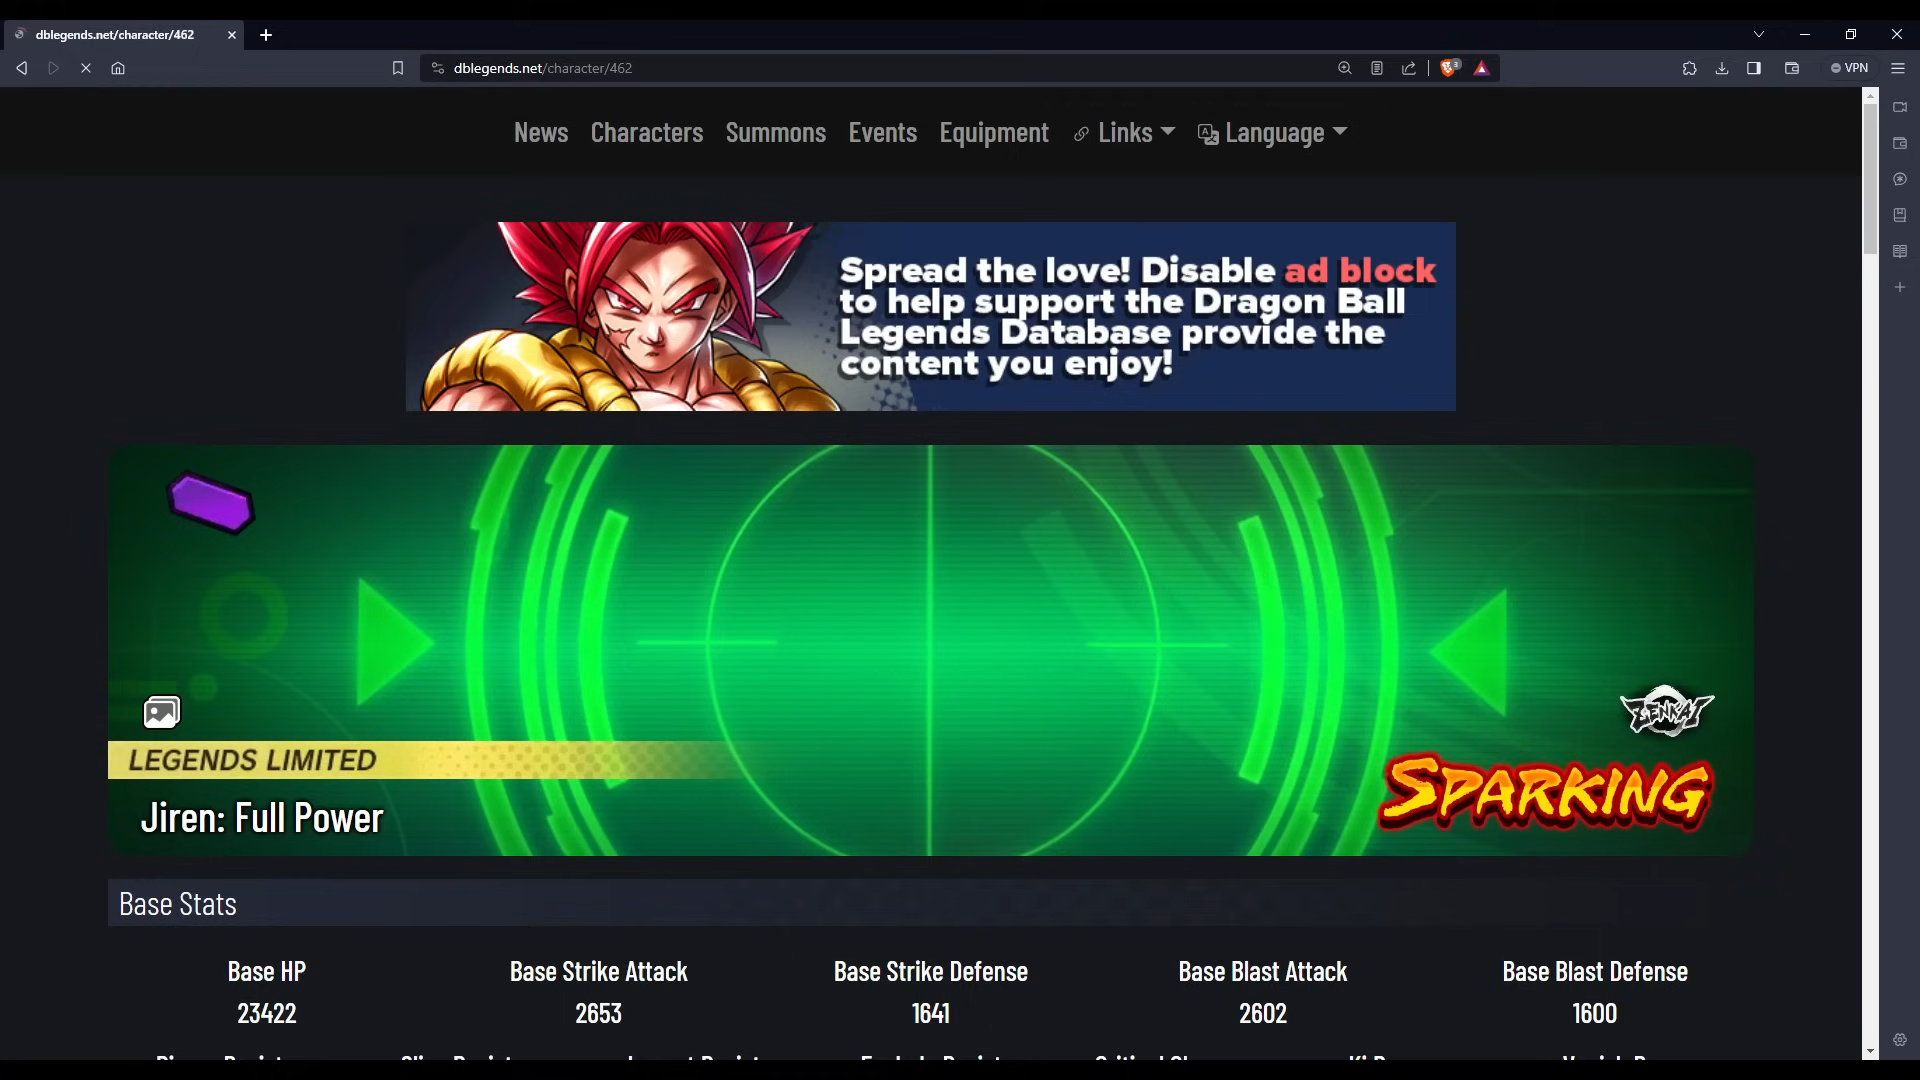 dblegends.net/character/462
dblegends.net/character/462
3
VPN
News
Characters
Summons
Events
Equipment
Links
Language
Spread the love! Disable ad block
to help support the Dragon Ball
Legends Database provide the
content you enjoy!
ZENKAI
LEGENDS LIMITED
SPARKING
Jiren: Full Power
Base Stats
Base HP
Base Strike Attack
Base Strike Defense
Base Blast Attack
Base Blast Defense
23422
2653
1641
2602
1600